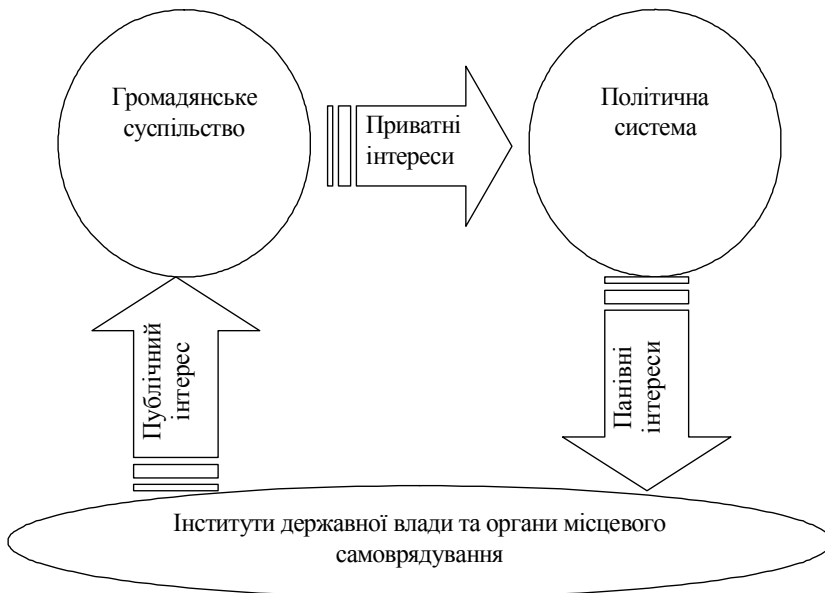 Громадянське
суспільство
Приватні
інтереси
Політична
система
Публічний
інтерес
Панівні
інтереси
Інститути державної влади та органи місцевого
самоврядування